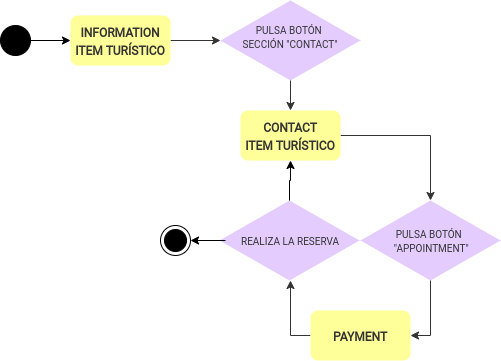 INFORMATION
ITEM TURÍSTICO
PULSA BOTÓN
SECCIÓN "CONTACT"
CONTACT
ITEM TURÍSTICO
REALIZA LA RESERVA
PULSA BOTÓN
"APPOINTMENT"
PAYMENT